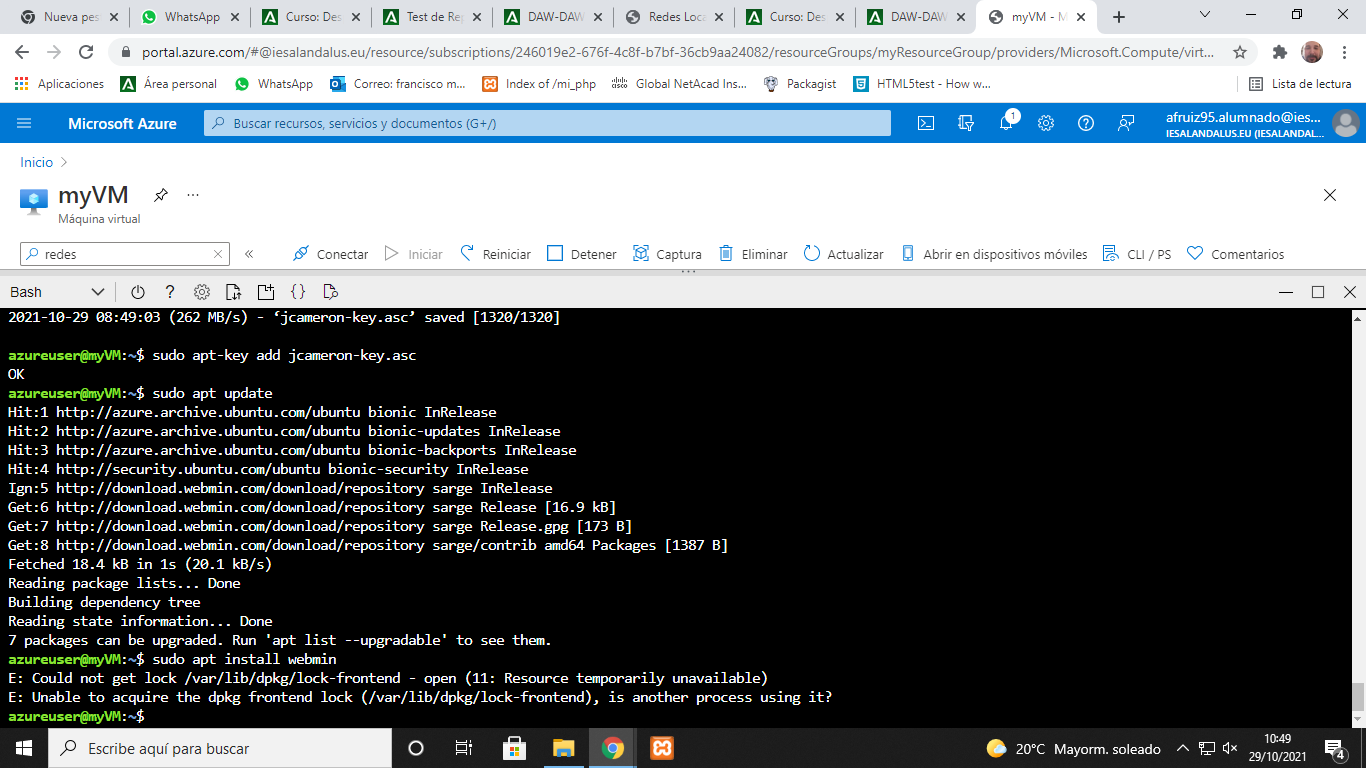 Nueva pes
WhatsApp
Curso: Des
Test de Re
DAW-DAW
Redes Loca
Curso: Des
DAW-DAW
myVM - M
portal.azure.com/#@iesalandalus.eu/resource/subscriptions/246019e2-676f-4c8f-b7bf-36cb9aa24082/resourceGroups/myResourceGroup/providers/Microsoft.Compute/virt...
Aplicaciones
Área personal
WhatsApp
Correo: francisco m...
Index of /mi_php
Global NetAcad Ins...
Packagist
HTML5test - How w...
Lista de lectura
Microsoft Azure
Buscar recursos, servicios y documentos (G+/)
1
afruiz95.alumnado@ies...
IESALANDALUS.EU (IESALANDAL...
Inicio >
myVM
...
Máquina virtual
redes
«
Conectar
Iniciar
Reiniciar
Detener
Captura
Eliminar
Actualizar
Abrir en dispositivos móviles
CLI / PS
Comentarios
Bash
2021-10-29 08:49:03 (262 MB/s) - ‘jcameron-key.asc’ saved [1320/1320]
azureuser@myVM:~$ sudo apt-key add jcameron-key.asc
OK
azureuser@myVM:~$ sudo apt update
Hit:1 http://azure.archive.ubuntu.com/ubuntu bionic InRelease
Hit:2 http://azure.archive.ubuntu.com/ubuntu bionic-updates InRelease
Hit:3 http://azure.archive.ubuntu.com/ubuntu bionic-backports InRelease
Hit:4 http://security.ubuntu.com/ubuntu bionic-security InRelease
Ign:5 http://download.webmin.com/download/repository sarge InRelease
Get:6 http://download.webmin.com/download/repository sarge Release [16.9 kB]
Get:7 http://download.webmin.com/download/repository sarge Release.gpg [173 B]
Get:8 http://download.webmin.com/download/repository sarge/contrib amd64 Packages [1387 B]
Fetched 18.4 kB in 1s (20.1 kB/s)
Reading package lists... Done
Building dependency tree
Reading state information... Done
7 packages can be upgraded. Run 'apt list --upgradable' to see them.
azureuser@myVM:~$ sudo apt install webmin
E: Could not get lock /var/lib/dpkg/lock-frontend - open (11: Resource temporarily unavailable)
E: Unable to acquire the dpkg frontend lock (/var/lib/dpkg/lock-frontend), is another process using it?
azureuser@myVM:~$
Escribe aquí para buscar
20°C Mayorm. soleado
10:49
29/10/2021
4